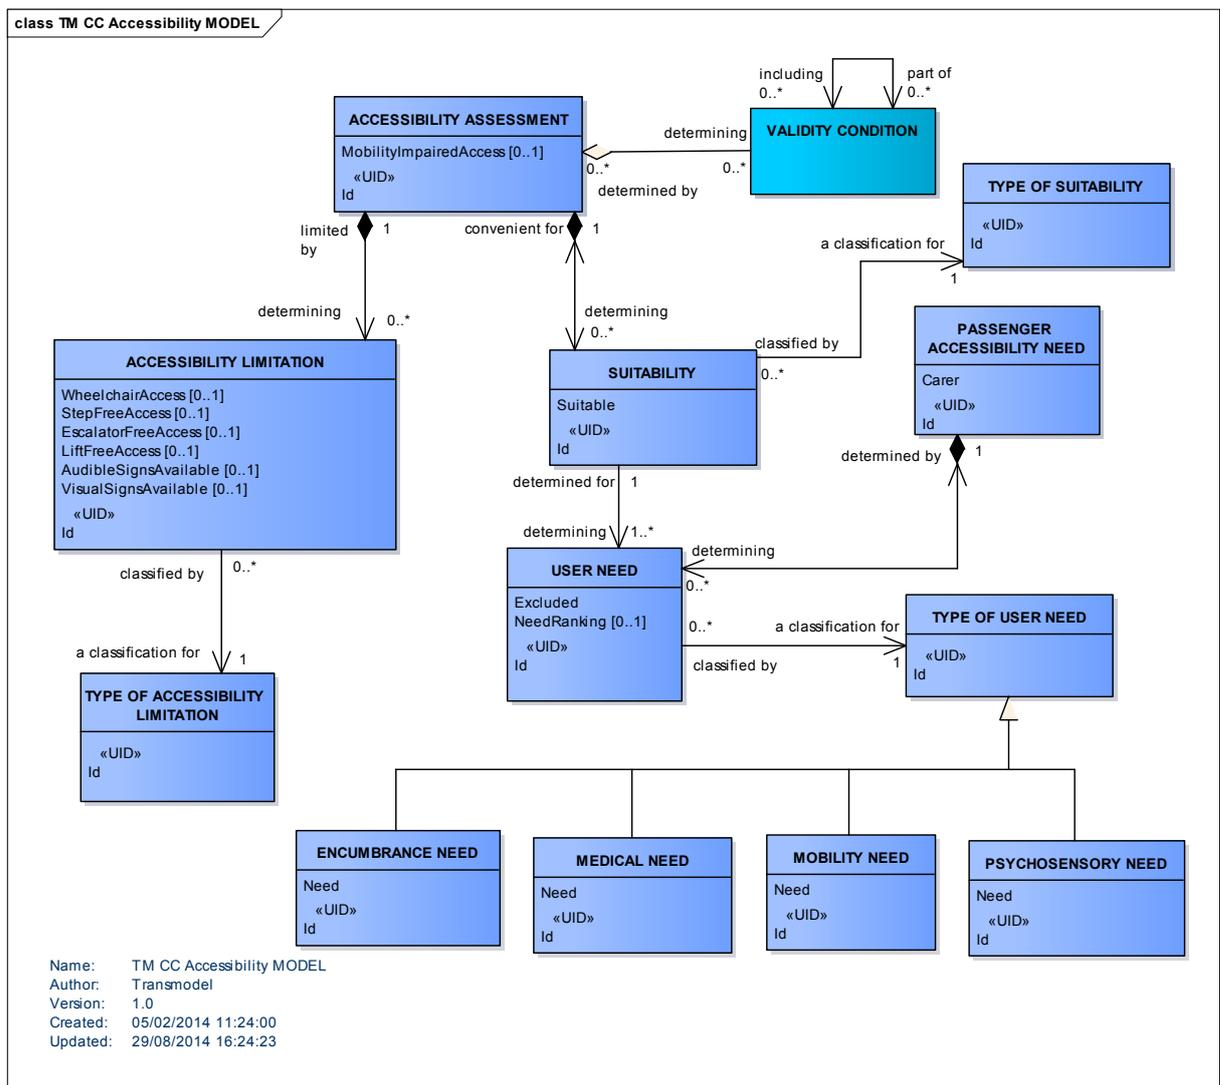 class TM CC Accessibility MODEL
including
0..*
part of
0..*
VALIDITY CONDITION
ACCESSIBILITY ASSESSMENT
MobilityImpairedAccess [0..1]
«UID»
Id
determining
0..*
0..*
determined by
TYPE OF SUITABILITY
«UID»
Id
limited
by
1
convenient for
1
a classification for
1
determining
0..*
determining
0..*
classified by
0..*
PASSENGER
ACCESSIBILITY NEED
Carer
«UID»
Id
ACCESSIBILITY LIMITATION
WheelchairAccess [0..1]
StepFreeAccess [0..1]
EscalatorFreeAccess [0..1]
LiftFreeAccess [0..1]
AudibleSignsAvailable [0..1]
VisualSignsAvailable [0..1]
«UID»
Id
SUITABILITY
Suitable
«UID»
Id
determined by
1
determined for
1
determining
1..*
determining
0..*
classified by
0..*
a classification for
1
USER NEED
Excluded
NeedRanking [0..1]
«UID»
Id
0..*
classified by
a classification for
1
TYPE OF USER NEED
«UID»
Id
TYPE OF ACCESSIBILITY
LIMITATION
«UID»
Id
ENCUMBRANCE NEED
Need
«UID»
Id
MEDICAL NEED
Need
«UID»
Id
MOBILITY NEED
Need
«UID»
Id
PSYCHOSENSORY NEED
Need
«UID»
Id
Name: TM CC Accessibility MODEL
Author: Transmodel
Version: 1.0
Created: 05/02/2014 11:24:00
Updated: 29/08/2014 16:24:23